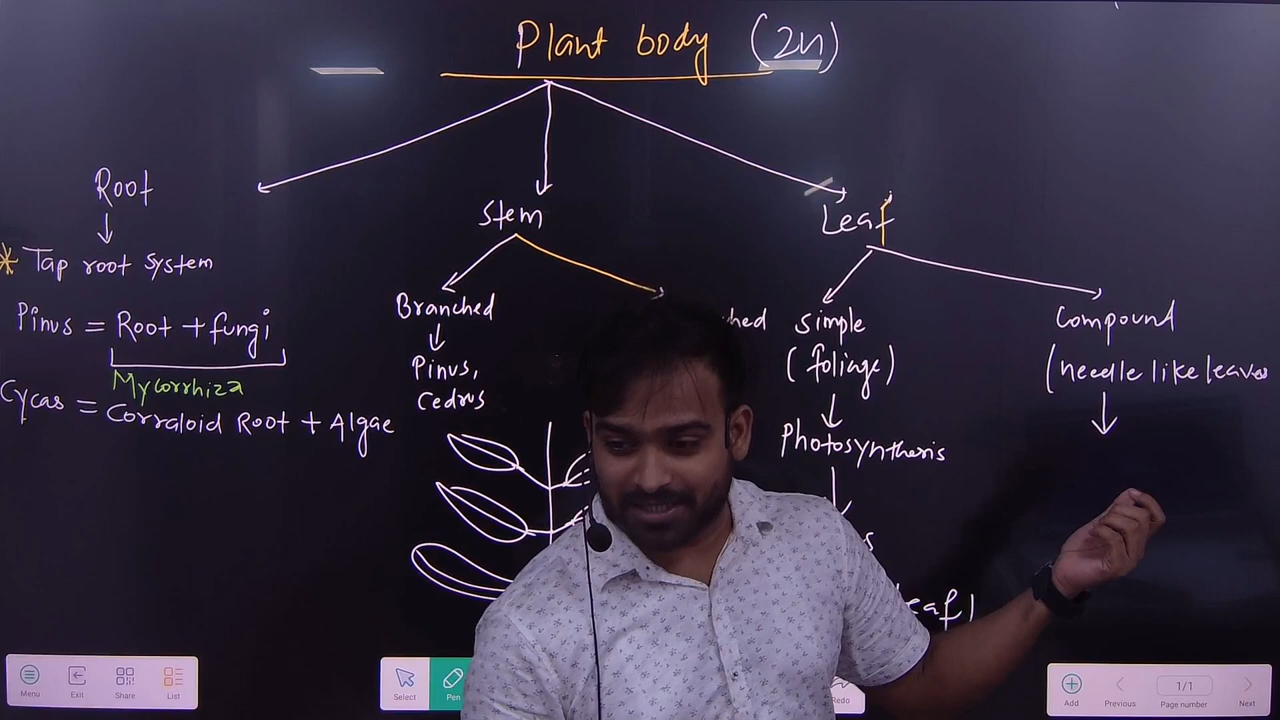 Plant body (2n)
Root
Stem
Leaf
* Tap root system
Pinus = Root + fungi
Mycorrhiza
Cycas = Corraloid Root + Algae
Branched
Pinus,
Cedrus
simple
(foliage)
Photosynthesis
Compound
(needle like leaves
Menu
Exit
Share
List
Select
Pen
Redo
Add
Previous
1/1
Page number
Next